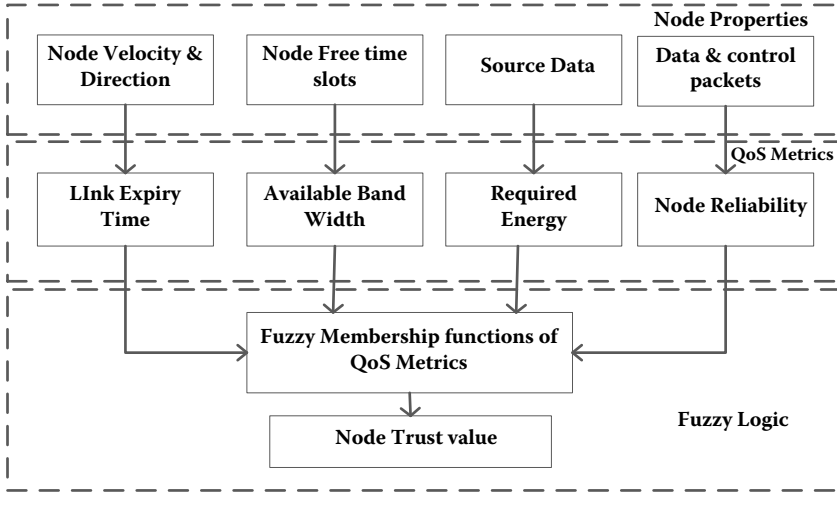 Node Properties
Node Velocity &
Direction
Node Free time
slots
Source Data
Data & control
packets
QoS Metrics
LInk Expiry
Time
Available Band
Width
Required
Energy
Node Reliability
Fuzzy Membership functions of
QoS Metrics
Node Trust value
Fuzzy Logic